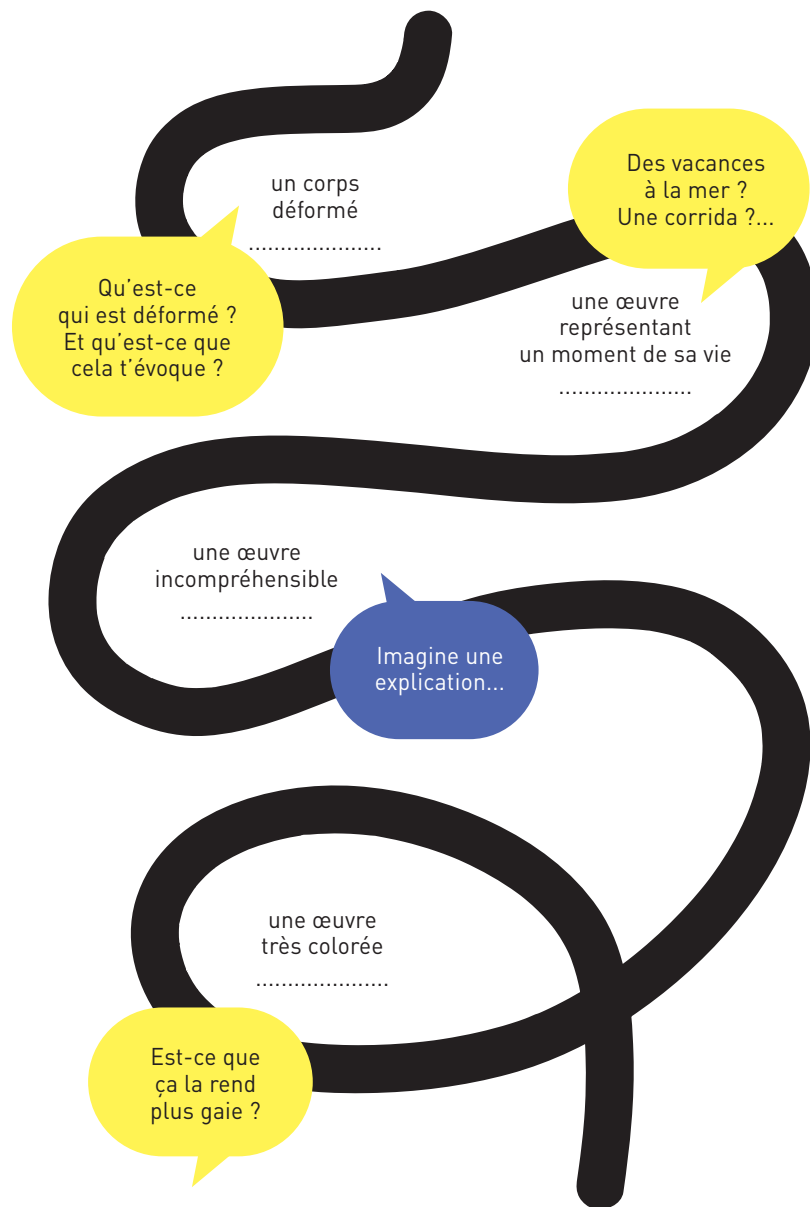 un corps
déformé
.....................
Des vacances
à la mer ?
Une corrida ?...
Qu’est-ce
qui est déformé ?
Et qu’est-ce que
cela t’évoque ?
une œuvre
représentant
un moment de sa vie
.....................
une œuvre
incompréhensible
.....................
Imagine une
explication...
une œuvre
très colorée
.....................
Est-ce que
ça la rend
plus gaie ?